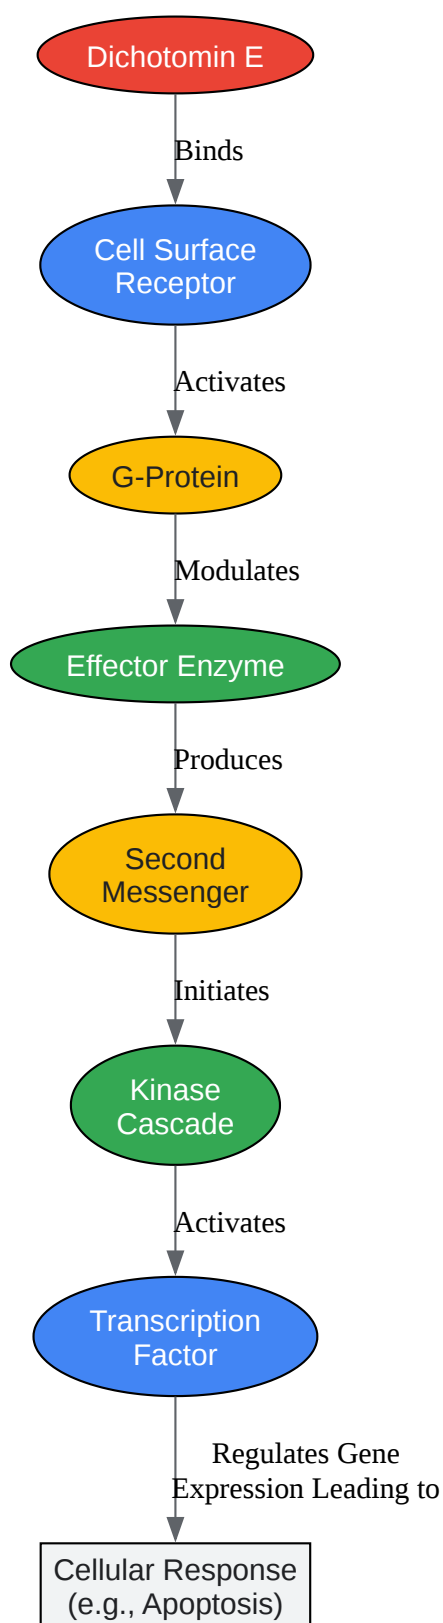 Dichotomin E
Binds
Cell Surface
Receptor
Activates
G-Protein
Modulates
Effector Enzyme
Produces
Second
Messenger
Initiates
Kinase
Cascade
Activates
Transcription
Factor
Regulates Gene
Expression Leading to
Cellular Response
(e.g., Apoptosis)